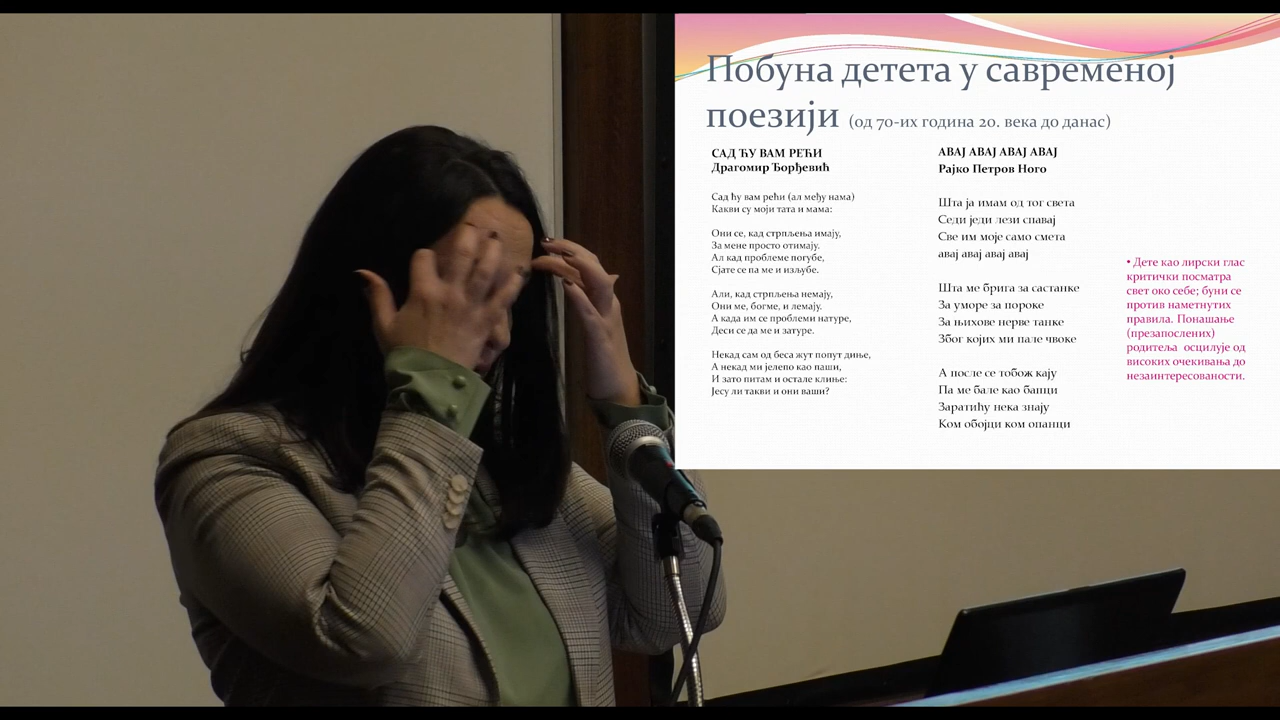 Побуна детета у савременој
поезији (од 70-их година 20. века до данас)
САД ЋУ ВАМ РЕЋИ
Драгомир Ђорђевић
Сад ћу вам рећи (ал међу нама)
Какви су моји тата и мама:
Они се, кад стрпљења имају,
За мене просто отимају.
Ал кад проблеме погубе,
Сјате се па ме и изљубе.
Али, кад стрпљења немају,
Они ме, богме, и лемају.
А када им се проблеми натуре,
Деси се да ме и затуре.
Некад сам од беса жут попут диње,
А некад ми јелепо као паши,
И зато питам и остале клиње:
Јесу ли такви и они ваши?
АВАЈ АВАЈ АВАЈ АВАЈ
Рајко Петров Ного
Шта ја имам од тог света
Седи једи лези спавај
Све им моје само смета
авај авај авај авај
Шта ме брига за састанке
За уморе за пороке
За њихове нерве танке
Због којих ми пале чвоке
А после се тобож кају
Па ме бале као бапци
Заратићу нека знају
Ком обојци ком опанци
• Дете као лирски глас
критички посматра
свет око себе; буни се
против наметнутих
правила. Понашање
(презапослених)
родитеља осцилује од
високих очекивања до
незаинтересованости.